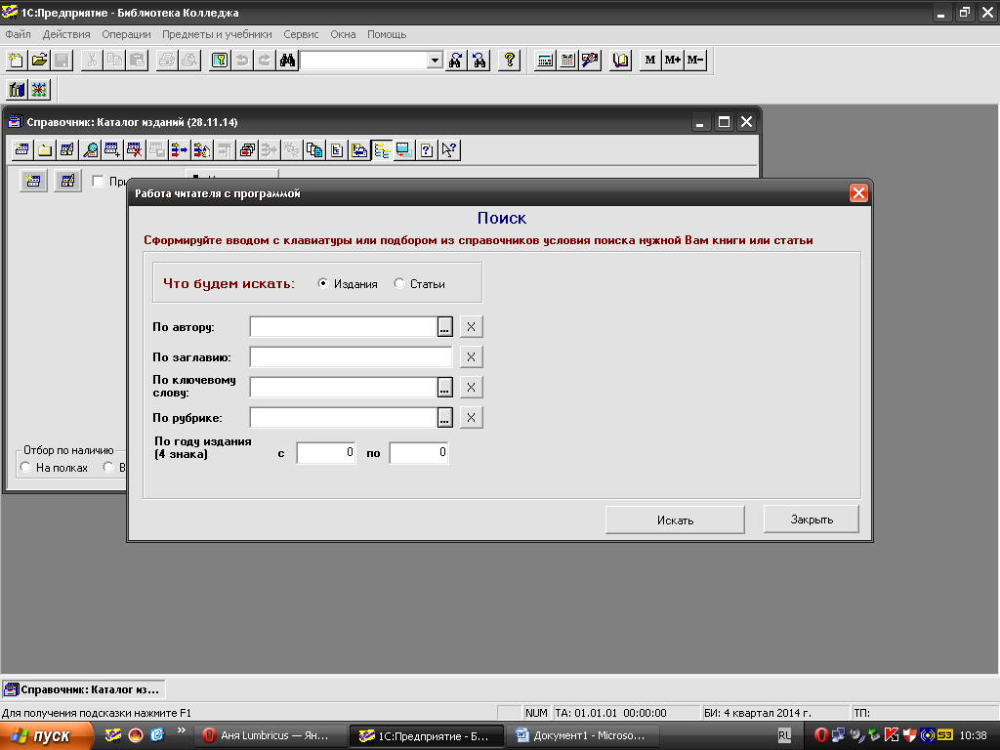 1С:Предприятие - Библиотека Колледжа
Файл Действия Операции Предметы и учебники Сервис Окна Помощь
M M+ M-
Справочник: Каталог изданий (28.11.14)
Работа читателя с программой
Поиск
Сформируйте вводом с клавиатуры или подбором из справочников условия поиска нужной Вам книги или статьи
Что будем искать: Издания Статьи
По автору: ... X
По заглавию: X
По ключевому
слову: ... X
По рубрике: ... X
По году издания
(4 знака) с 0 по 0
Отбор по наличию
На полках В
Искать Закрыть
Справочник: Каталог из...
Для получения подсказки нажмите F1 NUM TA: 01.01.01 00:00:00 БИ: 4 квартал 2014 г. ТП:
пуск Аня Lumbricus — Ян... 1С:Предприятие - Б... Документ1 - Microso... RL 53 10:38